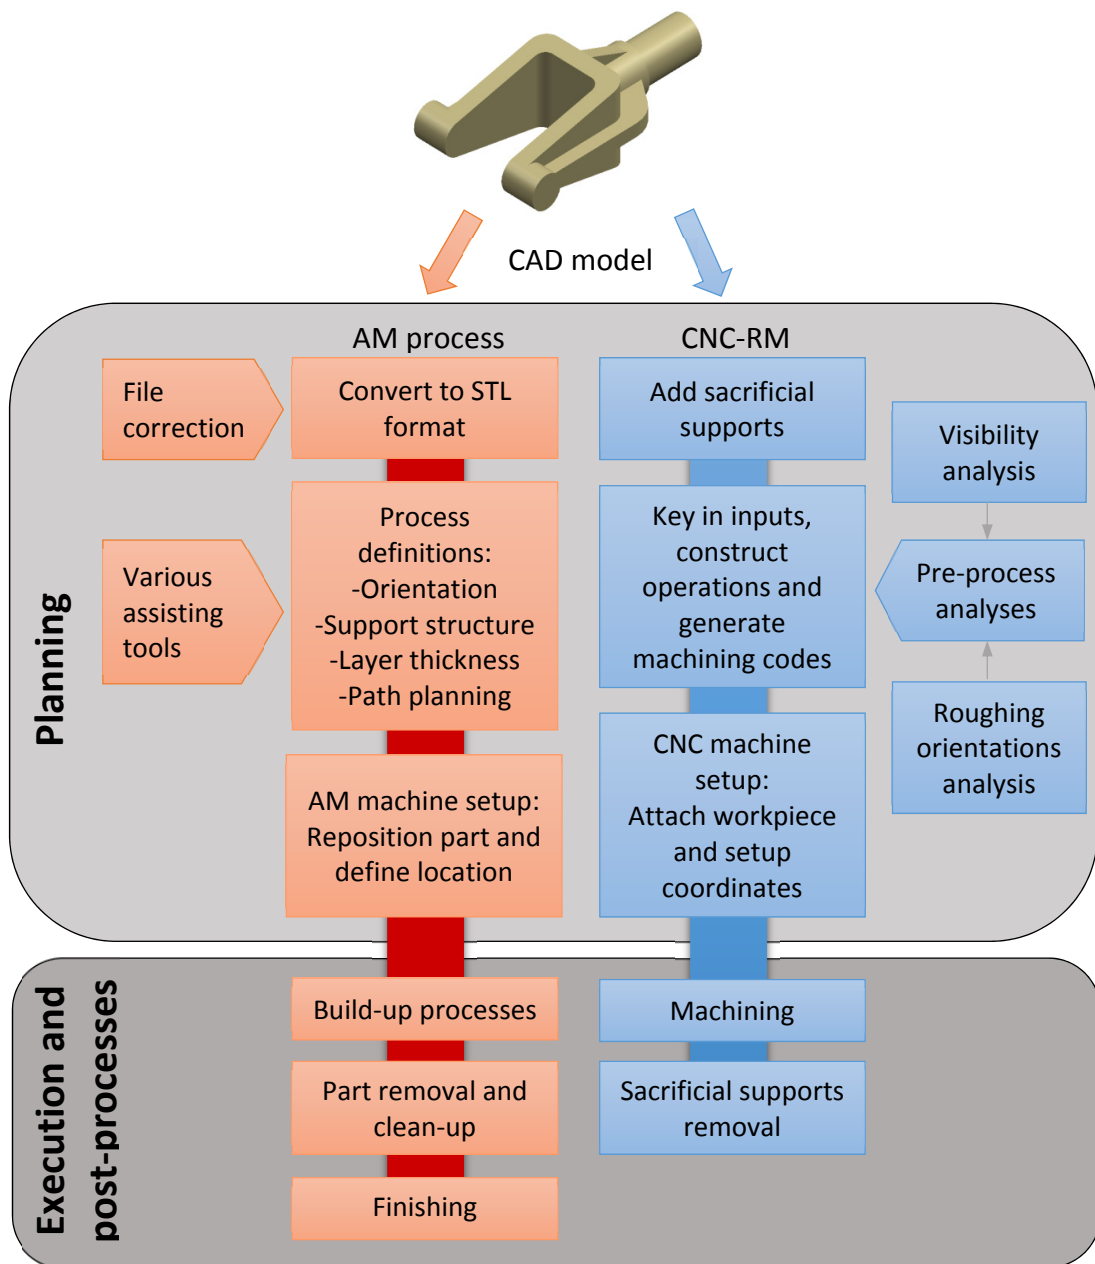 CAD model
Planning
AM process
File
correction
Convert to STL
format
Various
assisting
tools
Process
definitions:
-Orientation
-Support structure
-Layer thickness
-Path planning
AM machine setup:
Reposition part and
define location
CNC-RM
Add sacrificial
supports
Key in inputs,
construct
operations and
generate
machining codes
Visibility
analysis
Pre-process
analyses
Roughing
orientations
analysis
CNC machine
setup:
Attach workpiece
and setup
coordinates
Execution and
post-processes
Build-up processes
Part removal and
clean-up
Finishing
Machining
Sacrificial supports
removal